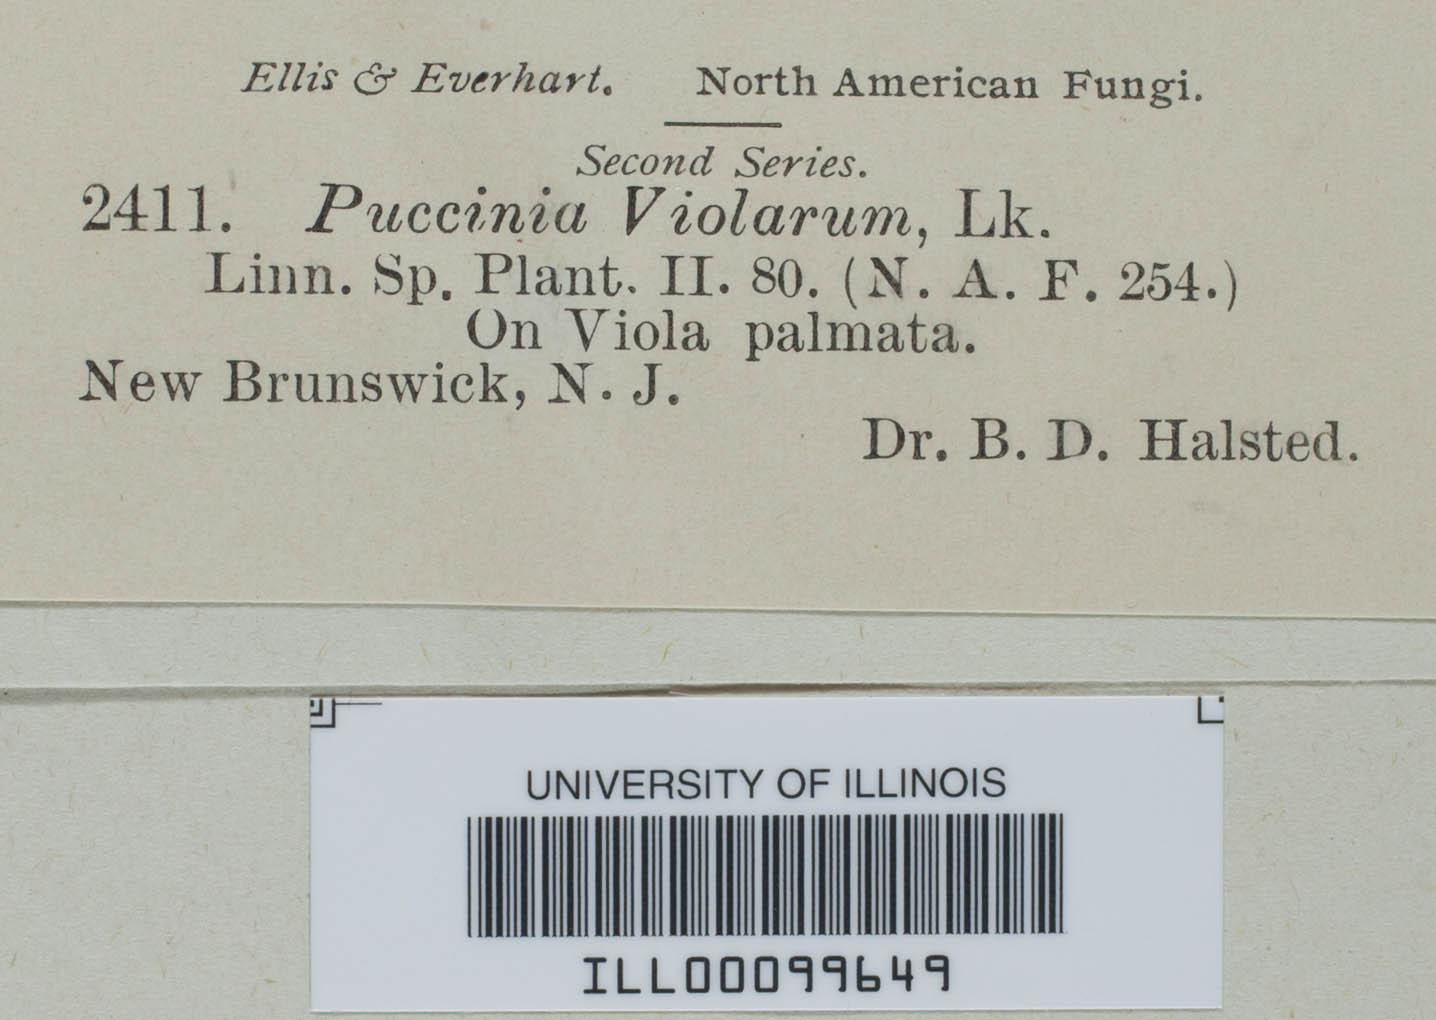 Ellis & Everhart. North American Fungi.
Second Series.
2411. Puccinia Violarum, Lk.
Linn. Sp. Plant. II. 80. (N. A. F. 254.)
On Viola palmata.
New Brunswick, N. J.
Dr. B. D. Halsted.
UNIVERSITY OF ILLINOIS
ILL00099649